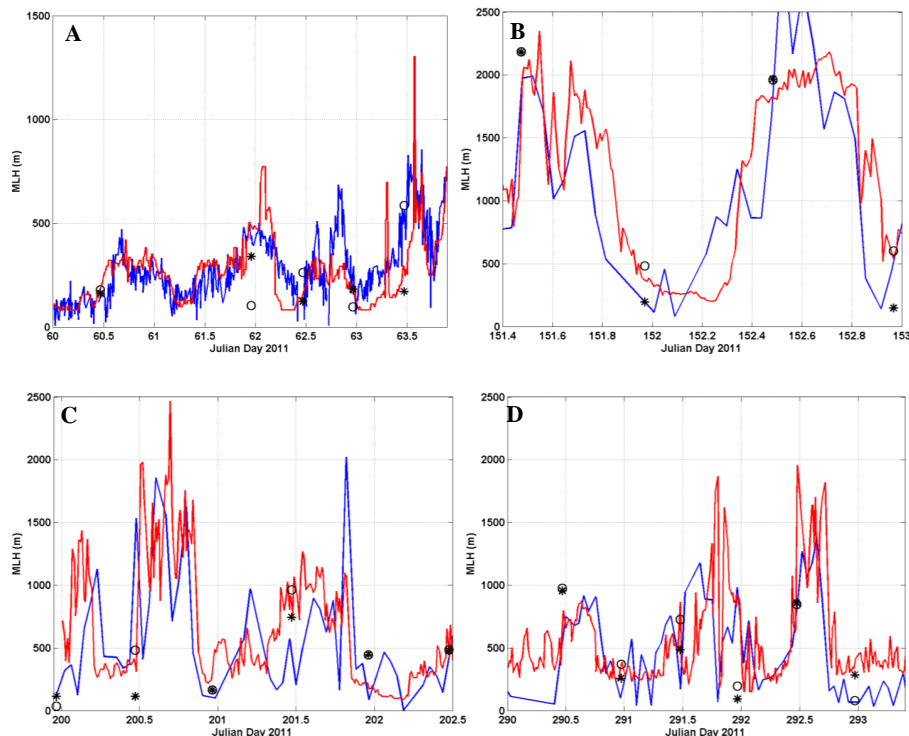 A
MLH (m)
1500
1000
500
0
60 60.5 61 61.5 62 62.5 63 63.5
Julian Day 2011
B
MLH (m)
2500
2000
1500
1000
500
0
151.4 151.6 151.8 152 152.2 152.4 152.6 152.8 153
Julian Day 2011
C
MLH (m)
2500
2000
1500
1000
500
0
200 200.5 201 201.5 202 202.5
Julian Day 2011
D
MLH (m)
2500
2000
1500
1000
500
0
290 290.5 291 291.5 292 292.5 293
Julian Day 2011